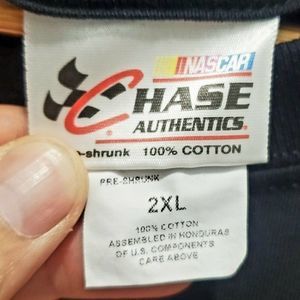 NASCAR
CHASE
AUTHENTICS®
-shrunk 100% COTTON
PRE-SHRUNK
2XL
100% COTTON
ASSEMBLED IN HONDURAS
OF U.S. COMPONENTS
CARE ABOVE